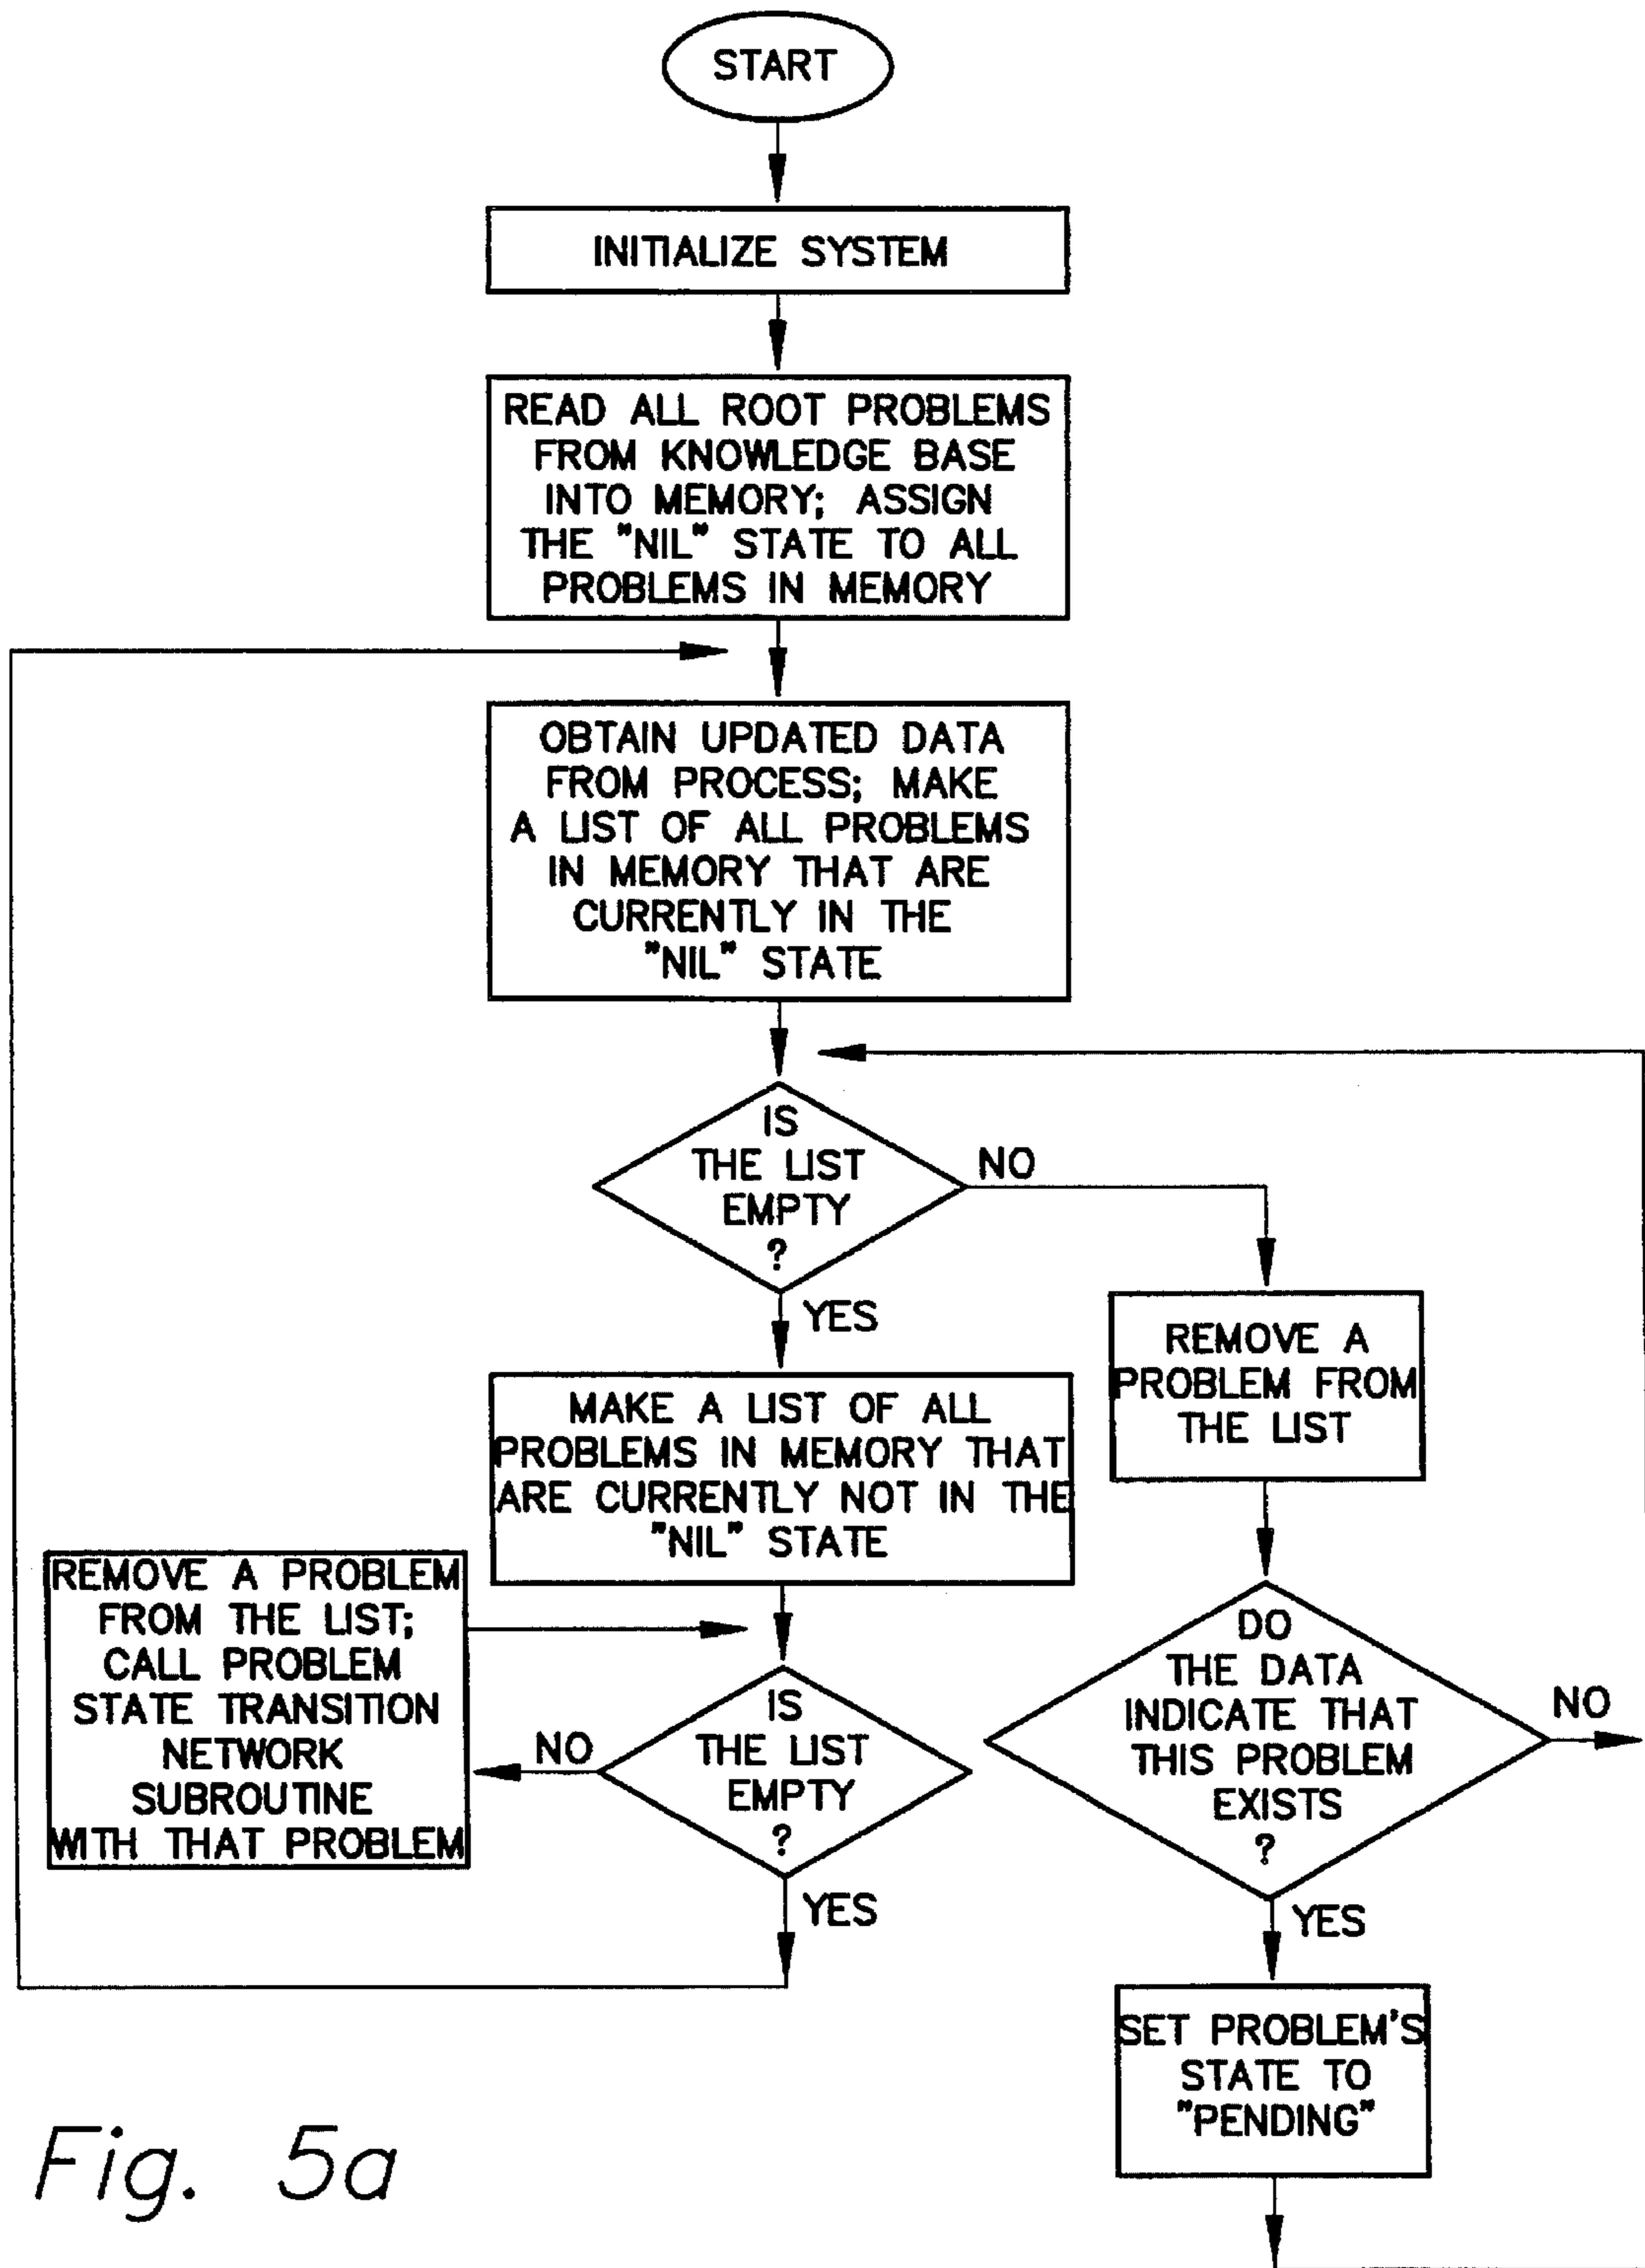 START
INITIALIZE SYSTEM
READ ALL ROOT PROBLEMS
FROM KNOWLEDGE BASE
INTO MEMORY; ASSIGN
THE "NIL" STATE TO ALL
PROBLEMS IN MEMORY
OBTAIN UPDATED DATA
FROM PROCESS; MAKE
A LIST OF ALL PROBLEMS
IN MEMORY THAT ARE
CURRENTLY IN THE
"NIL" STATE
IS
THE LIST
EMPTY
?
NO
YES
REMOVE A
PROBLEM FROM
THE LIST
MAKE A LIST OF ALL
PROBLEMS IN MEMORY THAT
ARE CURRENTLY NOT IN THE
"NIL" STATE
REMOVE A PROBLEM
FROM THE LIST;
CALL PROBLEM
STATE TRANSITION
NETWORK
SUBROUTINE
WITH THAT PROBLEM
NO
IS
THE LIST
EMPTY
?
YES
DO
THE DATA
INDICATE THAT
THIS PROBLEM
EXISTS
?
NO
YES
SET PROBLEM'S
STATE TO
"PENDING"
Fig. 5a